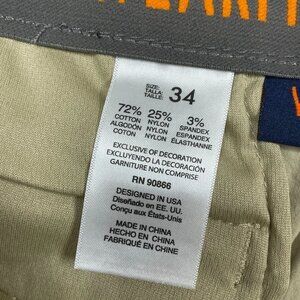 SIZE:
TALLA:
TAILLE:
34
72% 25% 3%
COTTON NYLON SPANDEX
ALGODÓN NYLON ESPANDEX
COTON NYLON ÉLASTHANNE
EXCLUSIVE OF DECORATION
EXCLUYENDO LA DECORACIÓN
GARNITURE NON COMPRISE
RN 90866
DESIGNED IN USA
Diseñado en EE. UU.
Conçu aux États-Unis
MADE IN CHINA
HECHO EN CHINA
FABRIQUÉ EN CHINE